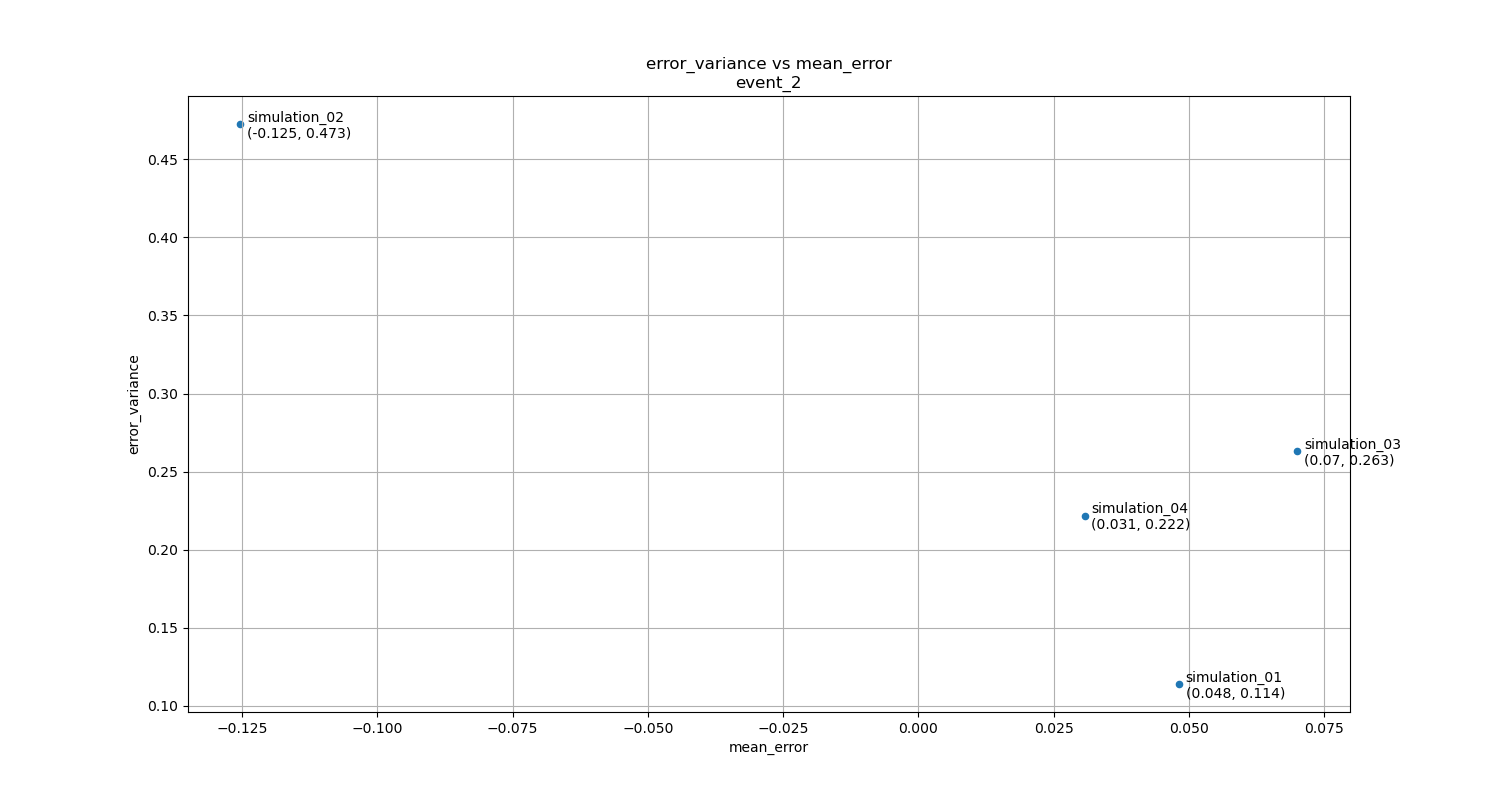 error_variance vs mean_error
event_2
simulation_02
(-0.125, 0.473)
0.45
0.40
0.35
0.30
error_variance
simulation_03
(0.07, 0.263)
0.25
simulation_04
(0.031, 0.222)
0.20
0.15
simulation_01
(0.048, 0.114)
0.10
−0.125 −0.100 −0.075 −0.050 −0.025 0.000 0.025 0.050 0.075
mean_error